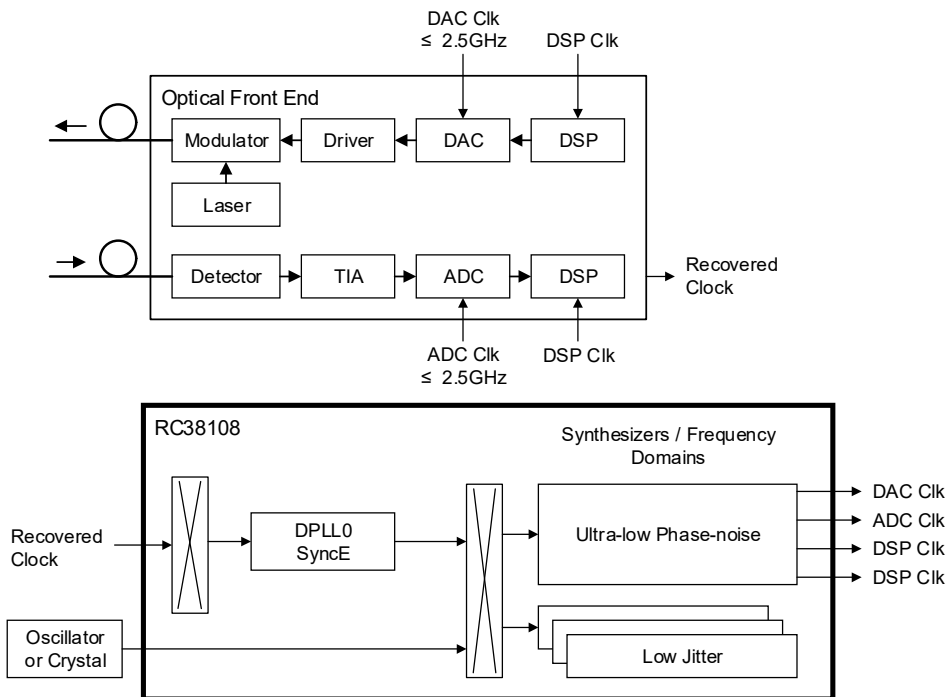 DAC Clk
≤ 2.5GHz
DSP Clk
Optical Front End
Modulator
Driver
DAC
DSP
Laser
Detector
TIA
ADC
DSP
Recovered
Clock
ADC Clk
≤ 2.5GHz
DSP Clk
RC38108
Synthesizers / Frequency
Domains
Recovered
Clock
DPLL0
SyncE
Ultra-low Phase-noise
DAC Clk
ADC Clk
DSP Clk
DSP Clk
Oscillator
or Crystal
Low Jitter